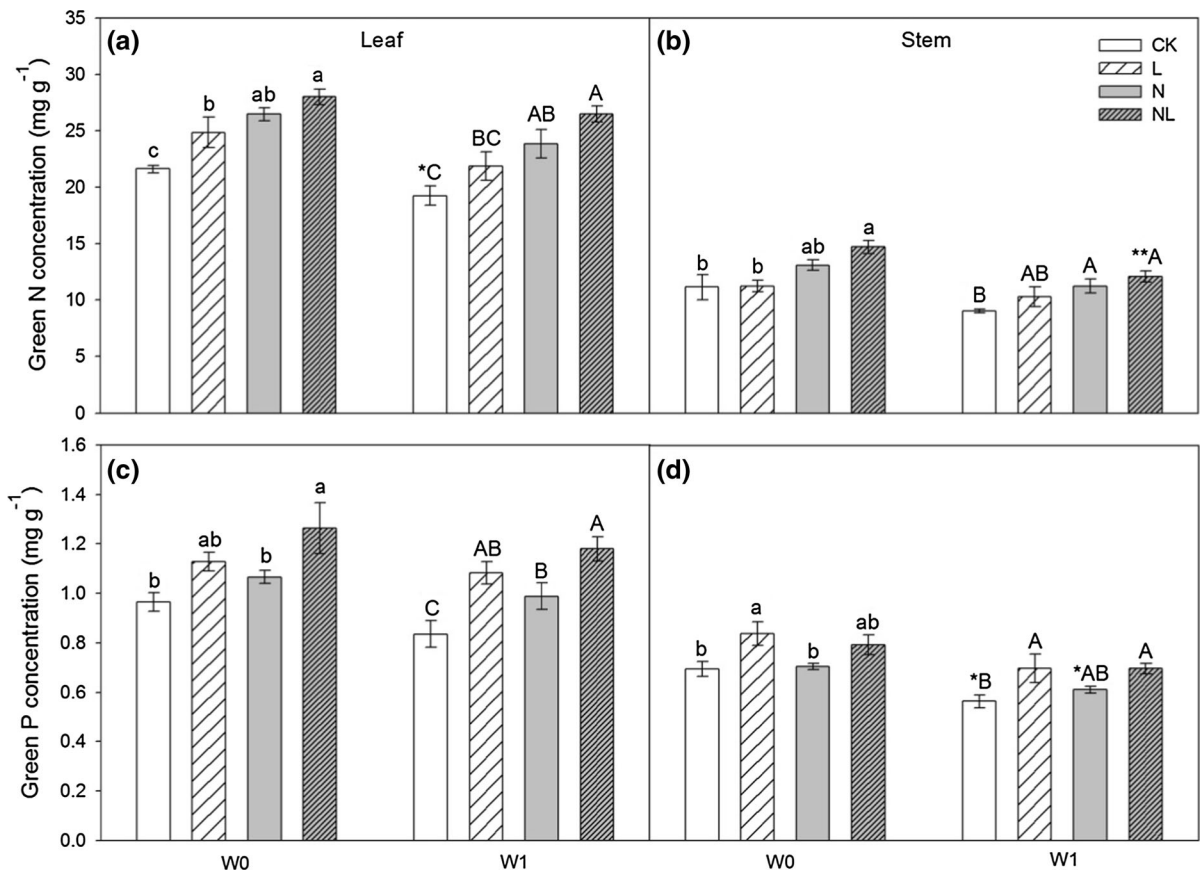 (a) Leaf
(b) Stem
CK
L
N
NL
Green N concentration (mg g⁻¹)
35
30
25
20
15
10
5
0
c b ab a *C BC AB A
b b ab a B AB A **A
(c)
(d)
Green P concentration (mg g⁻¹)
1.6
1.4
1.2
1.0
0.8
0.6
0.4
0.2
0.0
b ab b a C AB B A
b a b ab *B A *AB A
W0 W1 W0 W1